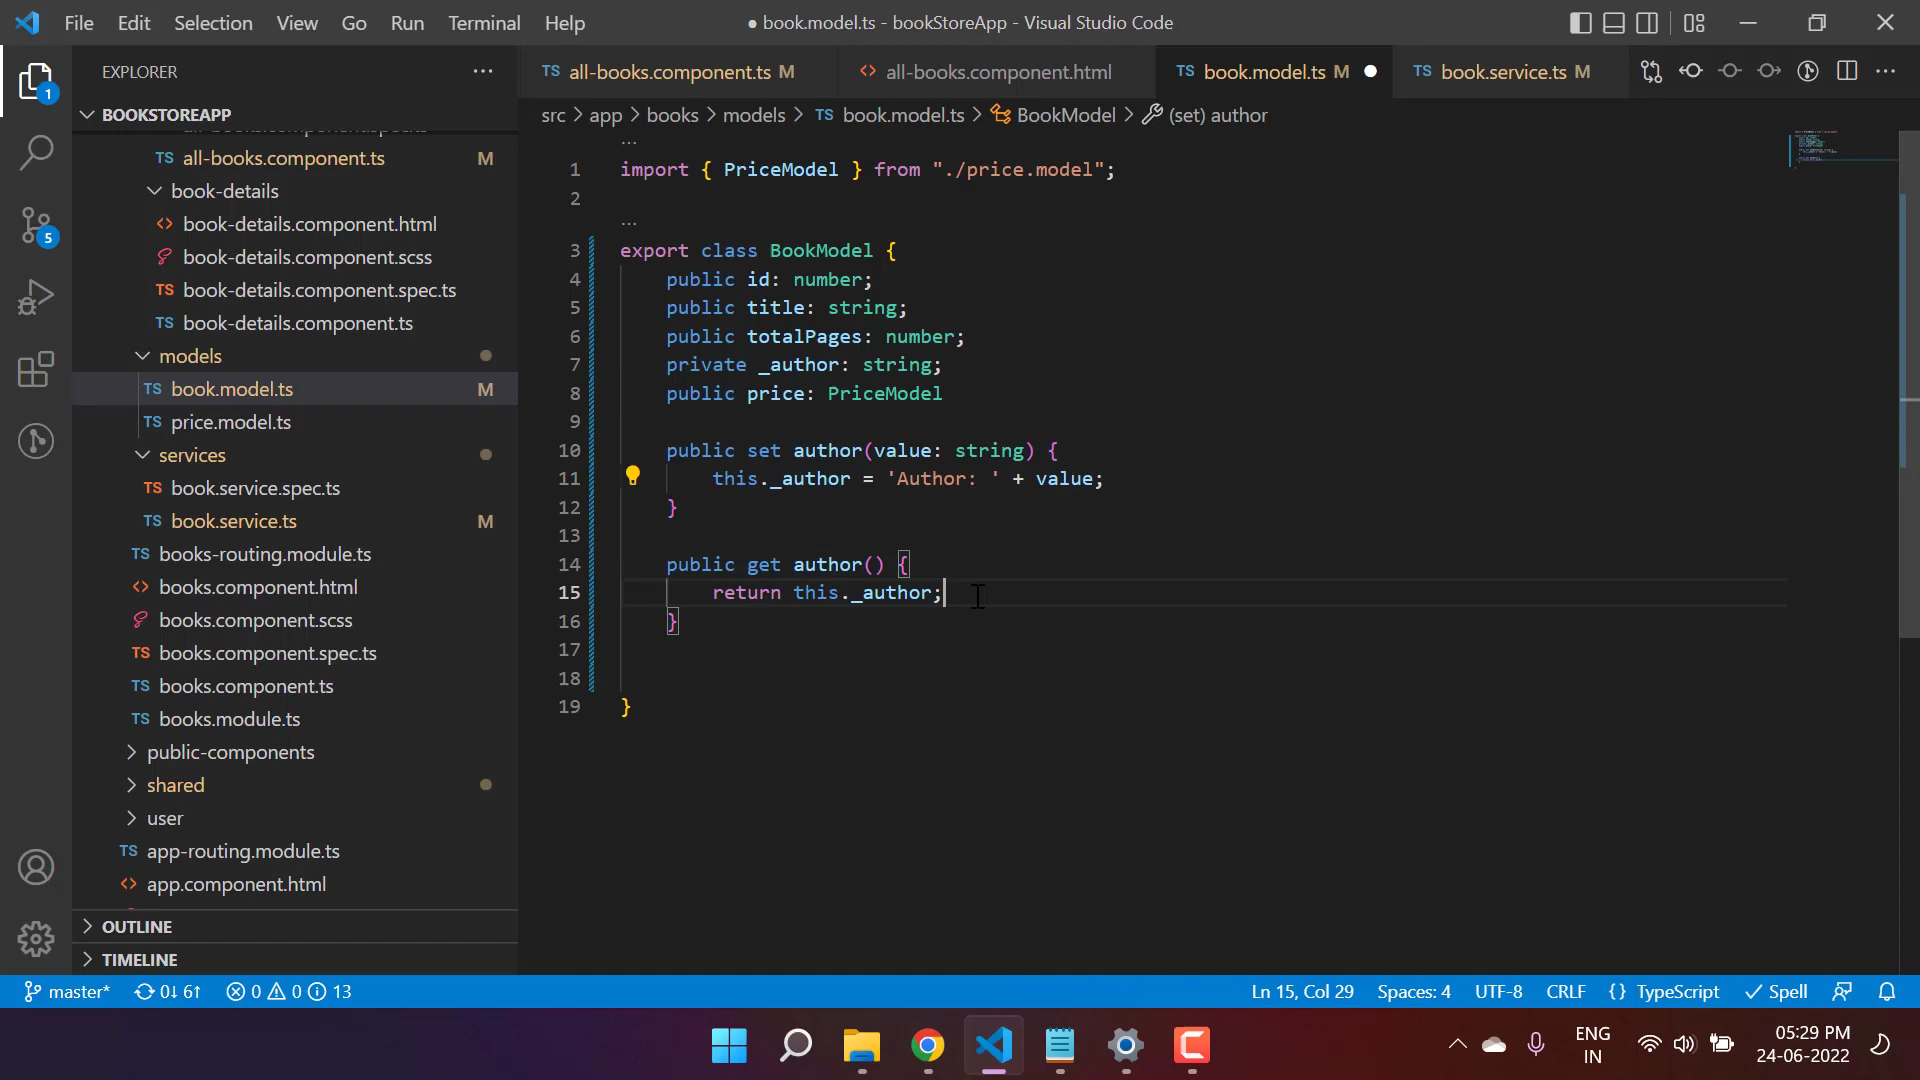 File Edit Selection View Go Run Terminal Help
● book.model.ts - bookStoreApp - Visual Studio Code
EXPLORER
TS all-books.component.ts M
<> all-books.component.html
TS book.model.ts M
TS book.service.ts M
BOOKSTOREAPP
src > app > books > models > TS book.model.ts > BookModel > (set) author
TS all-books.component.ts M
book-details
<> book-details.component.html
book-details.component.scss
TS book-details.component.spec.ts
TS book-details.component.ts
models
TS book.model.ts M
TS price.model.ts
services
TS book.service.spec.ts
TS book.service.ts M
TS books-routing.module.ts
<> books.component.html
books.component.scss
TS books.component.spec.ts
TS books.component.ts
TS books.module.ts
public-components
shared
user
TS app-routing.module.ts
<> app.component.html
OUTLINE
TIMELINE
1
5
1 import { PriceModel } from "./price.model";
2
3 export class BookModel {
4 public id: number;
5 public title: string;
6 public totalPages: number;
7 private _author: string;
8 public price: PriceModel
9
10 public set author(value: string) {
11 this._author = 'Author: ' + value;
12 }
13
14 public get author() {
15 return this._author;
16 }
17
18
19 }
master* 0↓ 6↑ 0 0 13
Ln 15, Col 29 Spaces: 4 UTF-8 CRLF {} TypeScript Spell
ENG
IN
05:29 PM
24-06-2022